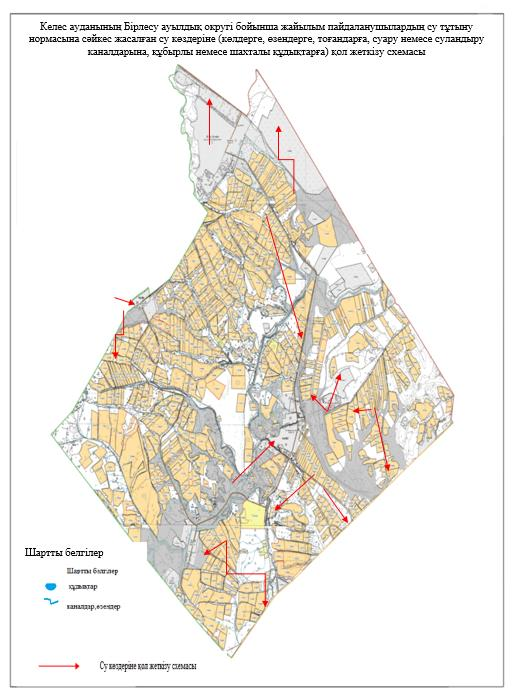 Келес ауданының Бірлесу ауылдық округі бойынша жайылым пайдаланушылардың су тұтыну
нормасына сәйкес жасалған су көздеріне (көлдерге, өзендерге, тоғандарға, суару немесе суландыру
каналдарына, құбырлы немесе шахталы құдықтарға) қол жеткізу схемасы
Шартты белгілер
Шартты белгілер
құдықтар
каналдар,өзендер
Су көздеріне қол жеткізу схемасы